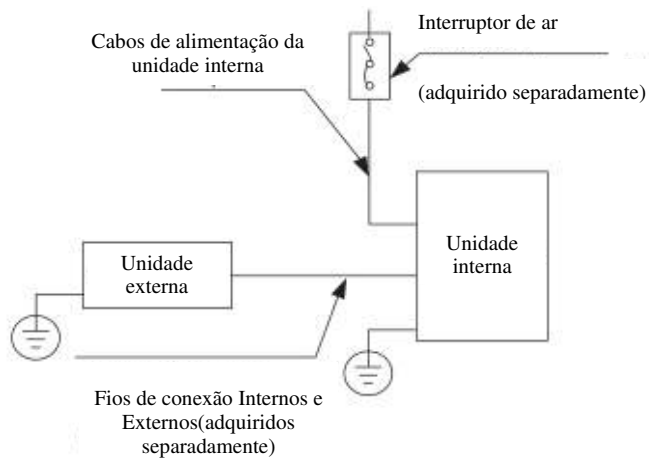 Interruptor de ar
Cabos de alimentação da
unidade interna
(adquirido separadamente)
Unidade
interna
Unidade
externa
Fios de conexão Internos e
Externos(adquiridos
separadamente)